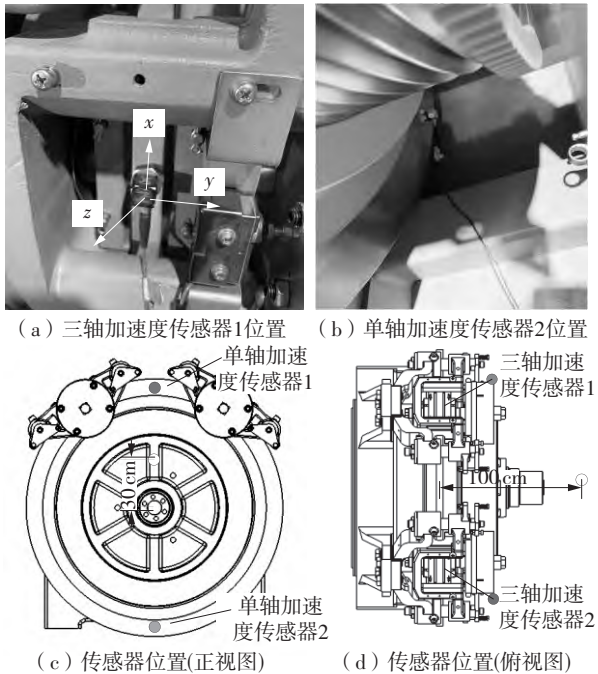 x
y
z
（a）三轴加速度传感器1位置
（b）单轴加速度传感器2位置
单轴加速
度传感器1
30 cm
单轴加速
度传感器2
（c）传感器位置(正视图)
三轴加速
度传感器1
100 cm
三轴加速
度传感器2
（d）传感器位置(俯视图)